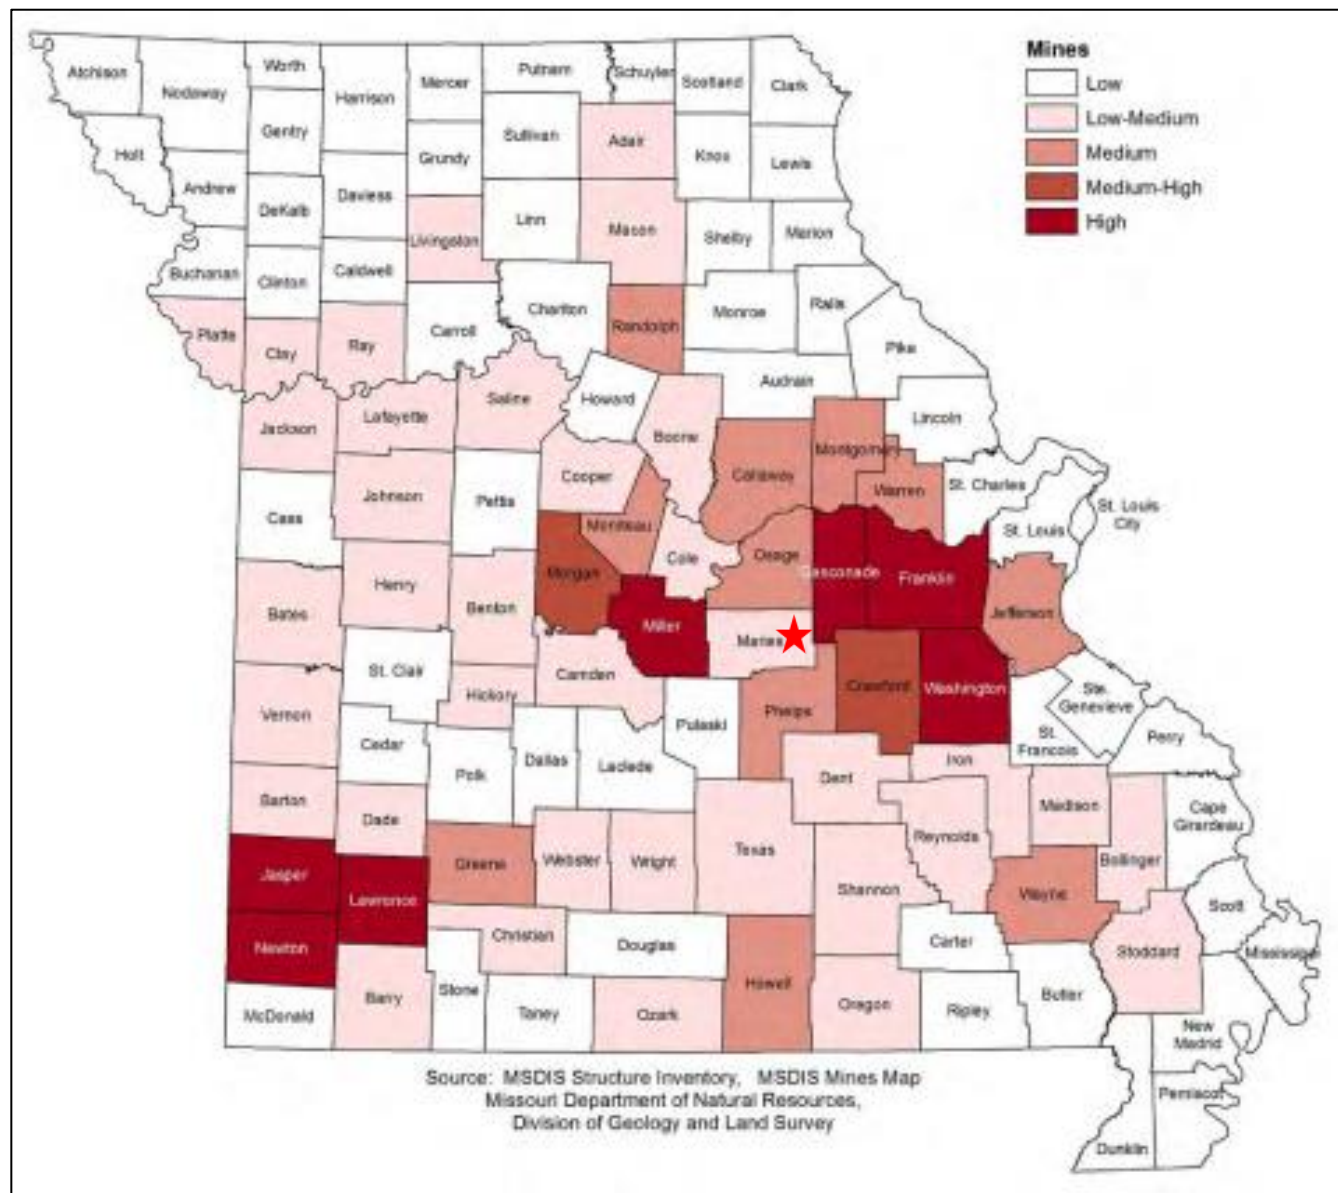 Mines
Low
Low-Medium
Medium
Medium-High
High
Atchison
Nodaway
Worth
Harrison
Mercer
Putnam
Schuyler
Scotland
Clark
Gentry
Sullivan
Adair
Knox
Lewis
Holt
Andrew
DeKalb
Daviess
Grundy
Linn
Macon
Shelby
Marion
Livingston
Buchanan
Clinton
Caldwell
Carroll
Chariton
Randolph
Monroe
Ralls
Pike
Platte
Clay
Ray
Audrain
Saline
Howard
Lincoln
Jackson
Lafayette
Boone
Callaway
Montgomery
Warren
St. Charles
St. Louis
City
St. Louis
Cooper
Johnson
Pettis
Cass
Moniteau
Cole
Osage
Gasconade
Franklin
Jefferson
Morgan
Henry
Benton
Bates
Miller
Maries
St. Clair
Camden
Hickory
Pulaski
Phelps
Crawford
Washington
Ste.
Genevieve
St.
Francois
Perry
Vernon
Cedar
Polk
Dallas
Laclede
Dent
Iron
Madison
Cape
Girardeau
Barton
Dade
Reynolds
Bollinger
Jasper
Lawrence
Greene
Webster
Wright
Texas
Shannon
Wayne
Scott
Newton
Christian
Douglas
Carter
Stoddard
Mississippi
McDonald
Barry
Stone
Taney
Ozark
Howell
Oregon
Ripley
Butler
New
Madrid
Pemiscot
Dunklin
Source: MSDIS Structure Inventory, MSDIS Mines Map
Missouri Department of Natural Resources,
Division of Geology and Land Survey